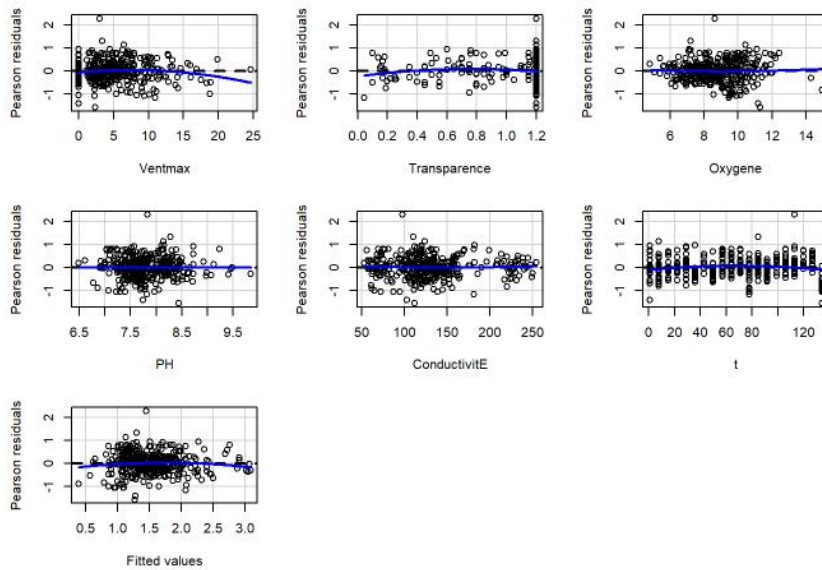 Pearson residuals
-1 0 1 2
0 5 10 15 20 25
Ventmax
Pearson residuals
-1 0 1 2
0.0 0.2 0.4 0.6 0.8 1.0 1.2
Transparence
Pearson residuals
-1 0 1 2
6 8 10 12 14
Oxygene
Pearson residuals
-1 0 1 2
6.5 7.5 8.5 9.5
PH
Pearson residuals
-1 0 1 2
50 100 150 200 250
ConductivitE
Pearson residuals
-1 0 1 2
0 20 40 60 80 120
t
Pearson residuals
-1 0 1 2
0.5 1.0 1.5 2.0 2.5 3.0
Fitted values